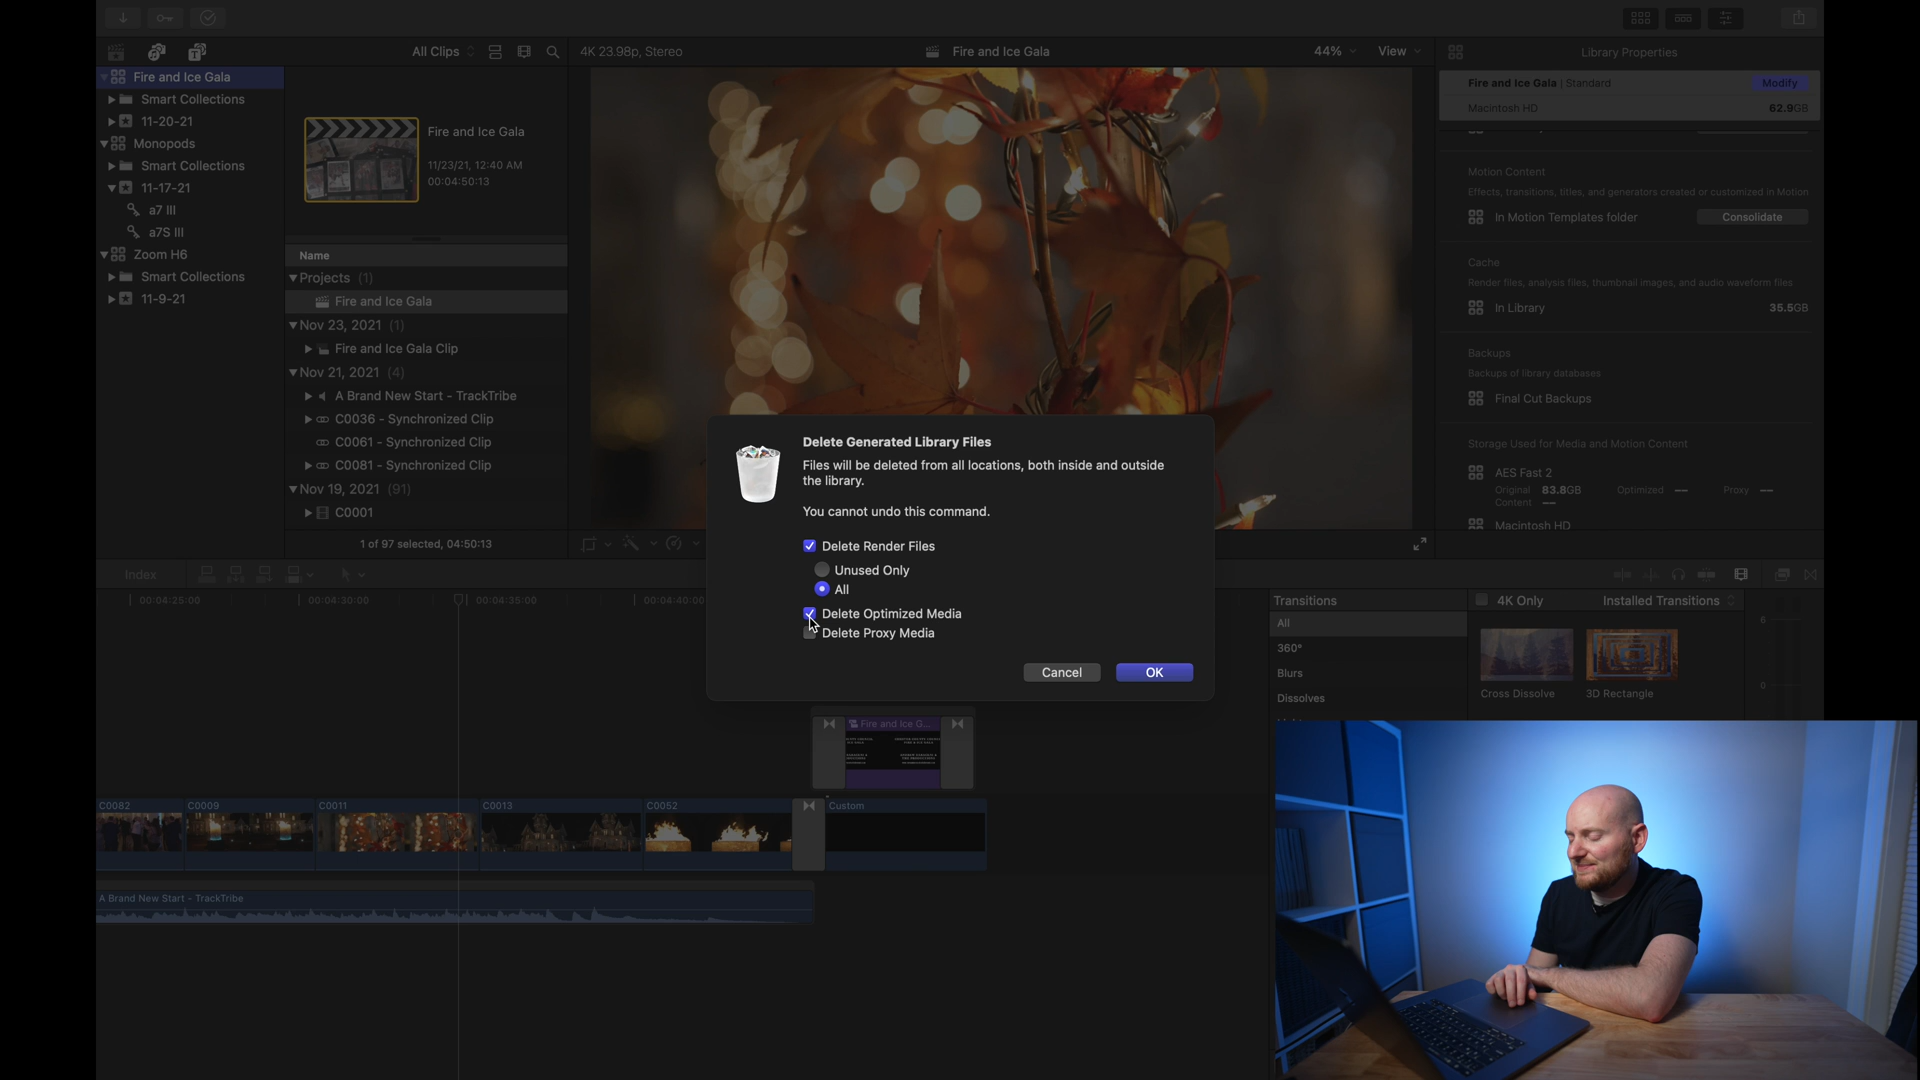 All Clips
4K 23.98p, Stereo
Fire and Ice Gala
44%
View
Library Properties
Fire and Ice Gala
Smart Collections
11-20-21
Monopods
Smart Collections
11-17-21
a7 III
a7S III
Zoom H6
Smart Collections
11-9-21
Fire and Ice Gala
11/23/21, 12:40 AM
00:04:50:13
Name
Projects (1)
Fire and Ice Gala
Nov 23, 2021 (1)
Fire and Ice Gala Clip
Nov 21, 2021 (4)
A Brand New Start - TrackTribe
C0036 - Synchronized Clip
C0061 - Synchronized Clip
C0081 - Synchronized Clip
Nov 19, 2021 (91)
C0001
1 of 97 selected, 04:50:13
Fire and Ice Gala | Standard Modify
Macintosh HD 62.9GB
Motion Content
Effects, transitions, titles, and generators created or customized in Motion
In Motion Templates folder Consolidate
Cache
Render files, analysis files, thumbnail images, and audio waveform files
In Library 35.5GB
Backups
Backups of library databases
Final Cut Backups
Storage Used for Media and Motion Content
AES Fast 2
Original 83.8GB Optimized -- Proxy --
Content --
Macintosh HD
Delete Generated Library Files
Files will be deleted from all locations, both inside and outside
the library.
You cannot undo this command.
Delete Render Files
Unused Only
All
Delete Optimized Media
Delete Proxy Media
Cancel OK
Index
00:04:25:00 00:04:30:00 00:04:35:00 00:04:40:00
Transitions
4K Only Installed Transitions
All
360°
Blurs
Dissolves
Cross Dissolve
3D Rectangle
6
0
Fire and Ice G...
C0082 C0009 C0011 C0013 C0052 Custom
A Brand New Start - TrackTribe